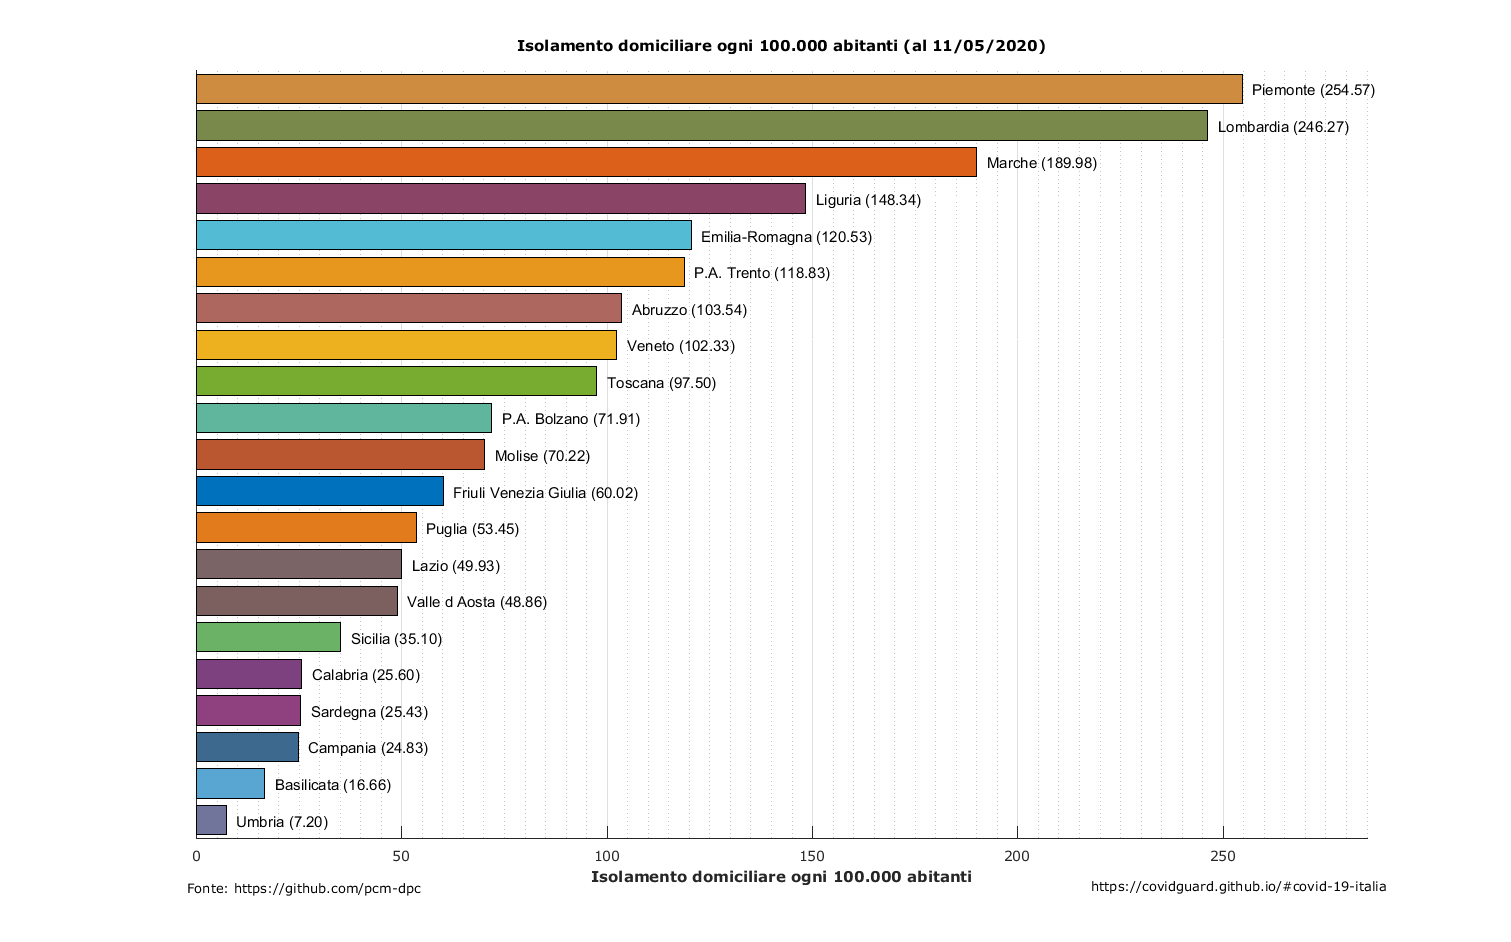 Isolamento domiciliare ogni 100.000 abitanti (al 11/05/2020)
Piemonte (254.57)
Lombardia (246.27)
Marche (189.98)
Liguria (148.34)
Emilia-Romagna (120.53)
P.A. Trento (118.83)
Abruzzo (103.54)
Veneto (102.33)
Toscana (97.50)
P.A. Bolzano (71.91)
Molise (70.22)
Friuli Venezia Giulia (60.02)
Puglia (53.45)
Lazio (49.93)
Valle d Aosta (48.86)
Sicilia (35.10)
Calabria (25.60)
Sardegna (25.43)
Campania (24.83)
Basilicata (16.66)
Umbria (7.20)
0 50 100 150 200 250
Isolamento domiciliare ogni 100.000 abitanti
Fonte: https://github.com/pcm-dpc
https://covidguard.github.io/#covid-19-italia